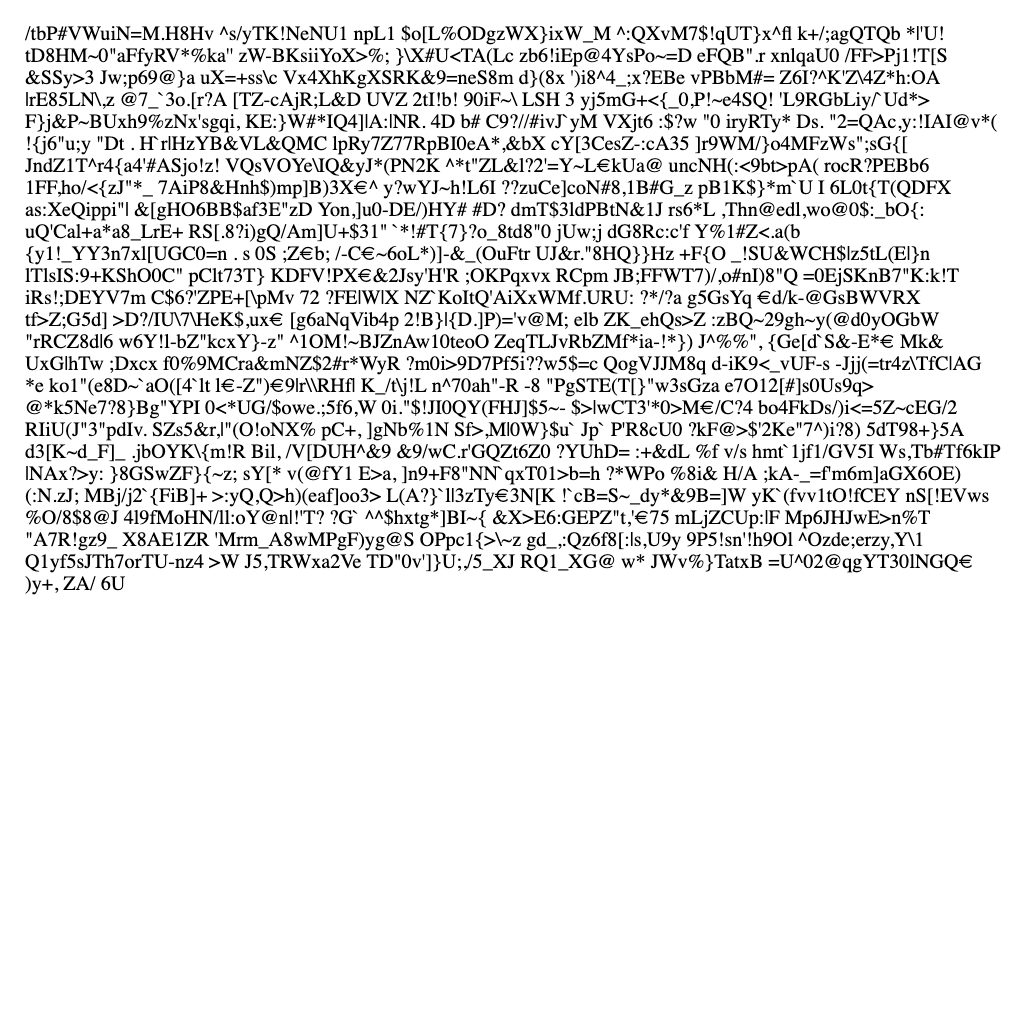 /tbP#VWuiN=M.H8Hv ^s/yTK!NeNU1 npL1 $o[L%ODgzWX}ixW_M ^:QXvM7$!qUT}x^fl k+/;agQTQb *|'U!
tD8HM~0"aFfyRV*%ka" zW-BKsiiYoX>%; }\X#U<TA(Lc zb6!iEp@4YsPo~=D eFQB".r xnlqaU0 /FF>Pj1!T[S
&SSy>3 Jw;p69@}a uX=+ss\c Vx4XhKgXSRK&9=neS8m d}(8x ')i8^4_;x?EBe vPBbM#= Z6I?^K'Z\4Z*h:OA
|rE85LN\,z @7_`3o.[r?A [TZ-cAjR;L&D UVZ 2tI!b! 90iF~\ LSH 3 yj5mG+<{_0,P!~e4SQ! 'L9RGbLiy/`Ud*>
F}j&P~BUxh9%zNx'sgqi, KE:}W#*IQ4]|A:|NR. 4D b# C9?//#ivJ`yM VXjt6 :$?w "0 iryRTy* Ds. "2=QAc,y:!IAI@v*(
!{j6"u;y "Dt . H`r|HzYB&VL&QMC lpRy7Z77RpBI0eA*,&bX cY[3CesZ-:cA35 ]r9WM/}o4MFzWs";sG{[
JndZ1T^r4{a4'#ASjo!z! VQsVOYe\IQ&yJ*(PN2K ^*t"ZL&l?2'=Y~L€kUa@ uncNH(:<9bt>pA( rocR?PEBb6
1FF,ho/<{zJ"*_ 7AiP8&Hnh$)mp]B)3X€^ y?wYJ~h!L6I ??zuCe]coN#8,1B#G_z pB1K$}*m`U I 6L0t{T(QDFX
as:XeQippi"| &[gHO6BB$af3E"zD Yon,]u0-DE/)HY# #D? dmT$3ldPBtN&1J rs6*L ,Thn@edl,wo@0$:_bO{:
uQ'Cal+a*a8_LrE+ RS[.8?i)gQ/Am]U+$31" `*!#T{7}?o_8td8"0 jUw;j dG8Rc:c'f Y%1#Z<.a(b
{y1!_YY3n7xl[UGC0=n . s 0S ;Z€b; /-C€~6oL*)]-&_(OuFtr UJ&r."8HQ}}Hz +F{O _!SU&WCH$|z5tL(E|}n
lTlsIS:9+KShO0C" pClt73T} KDFV!PX€&2Jsy'H'R ;OKPqxvx RCpm JB;FFWT7)/,o#nI)8"Q =0EjSKnB7"K:k!T
iRs!;DEYV7m C$6?'ZPE+[\pMv 72 ?FE|W|X NZ`KoItQ'AiXxWMf.URU: ?*/?a g5GsYq €d/k-@GsBWVRX
tf>Z;G5d] >D?/IU\7\HeK$,ux€ [g6aNqVib4p 2!B}|{D.]P)='v@M; elb ZK_ehQs>Z :zBQ~29gh~y(@d0yOGbW
"rRCZ8d|6 w6Y!I-bZ"kcxY}-z" ^1OM!~BJZnAw10teoO ZeqTLJvRbZMf*ia-!*}) J^%%", {Ge[d`S&-E*€ Mk&
UxG|hTw ;Dxcx f0%9MCra&mNZ$2#r*WyR ?m0i>9D7Pf5i??w5$=c QogVJJM8q d-iK9<_vUF-s -Jjj(=tr4z\TfC|AG
*e ko1"(e8D~`aO([4`lt l€-Z")€9|r\\RHf| K_/t\j!L n^70ah"-R -8 "PgSTE(T[}"w3sGza e7O12[#]s0Us9q>
@*k5Ne7?8}Bg"YPI 0<*UG/$owe.;5f6,W 0i."$!JI0QY(FHJ]$5~- $>|wCT3'*0>M€/C?4 bo4FkDs/)i<=5Z~cEG/2
RIiU(J"3"pdIv. SZs5&r,|"(O!oNX% pC+, ]gNb%1N Sf>,M|0W}$u` Jp` P'R8cU0 ?kF@>$'2Ke"7^)i?8) 5dT98+}5A
d3[K~d_F]_ .jbOYK\{m!R Bil, /V[DUH^&9 &9/wC.r'GQZt6Z0 ?YUhD= :+&dL %f v/s hmt`1jf1/GV5I Ws,Tb#Tf6kIP
|NAx?>y: }8GSwZF}{~z; sY[* v(@fY1 E>a, ]n9+F8"NN`qxT01>b=h ?*WPo %8i& H/A ;kA-_=f'm6m]aGX6OE)
(:N.zJ; MBj/j2`{FiB]+ >:yQ,Q>h)(eaf]oo3> L(A?}`l|3zTy€3N[K !`cB=S~_dy*&9B=]W yK`(fvv1tO!fCEY nS[!EVws
%O/8$8@J 4l9fMoHN/ll:oY@n|!'T? ?G` ^^$hxtg*]BI~{ &X>E6:GEPZ"t,'€75 mLjZCUp:|F Mp6JHJwE>n%T
"A7R!gz9_ X8AE1ZR 'Mrm_A8wMPgF)yg@S OPpc1{>\~z gd_,:Qz6f8[:|s,U9y 9P5!sn'!h9Ol ^Ozde;erzy,Y\1
Q1yf5sJTh7orTU-nz4 >W J5,TRWxa2Ve TD"0v']}U;,/5_XJ RQ1_XG@ w* JWv%}TatxB =U^02@qgYT30lNGQ€
)y+, ZA/ 6U